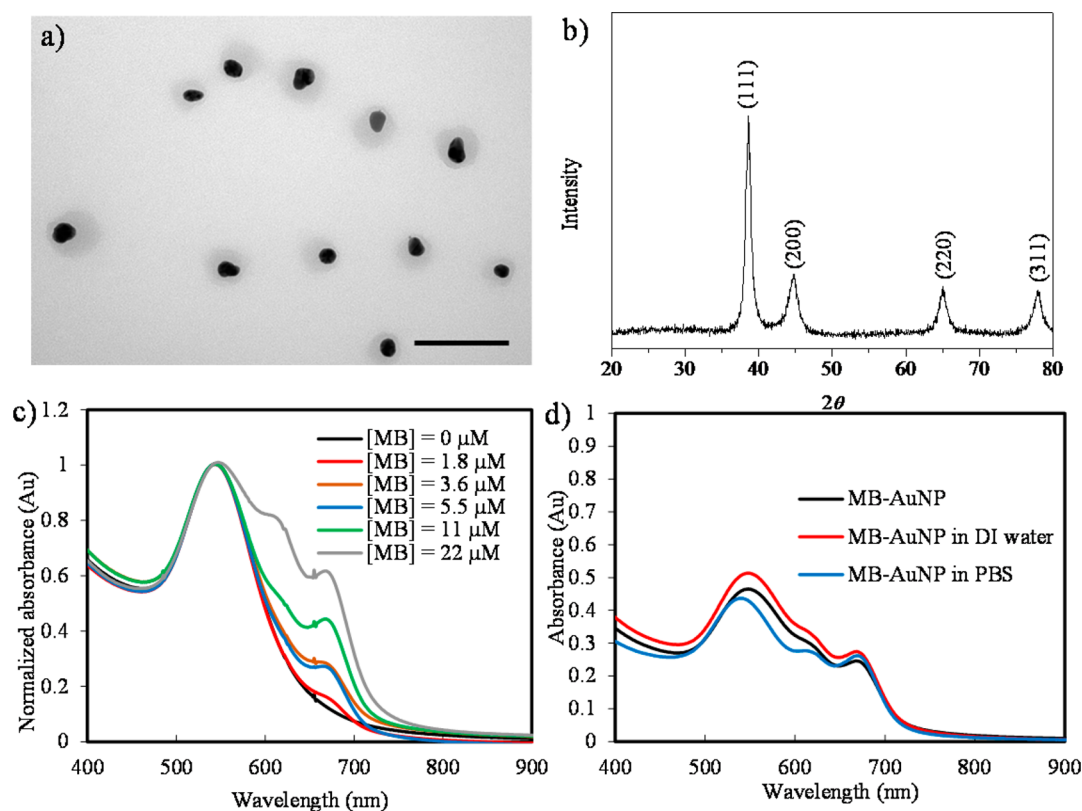 a)
b)
Intensity
(111)
(200)
(220)
(311)
20 30 40 50 60 70 80
2θ
c)
Normalized absorbance (Au)
1.2
1
0.8
0.6
0.4
0.2
0
[MB] = 0 μM
[MB] = 1.8 μM
[MB] = 3.6 μM
[MB] = 5.5 μM
[MB] = 11 μM
[MB] = 22 μM
400 500 600 700 800 900
Wavelength (nm)
d)
Absorbance (Au)
1
0.9
0.8
0.7
0.6
0.5
0.4
0.3
0.2
0.1
0
MB-AuNP
MB-AuNP in DI water
MB-AuNP in PBS
400 500 600 700 800 900
Wavelength (nm)